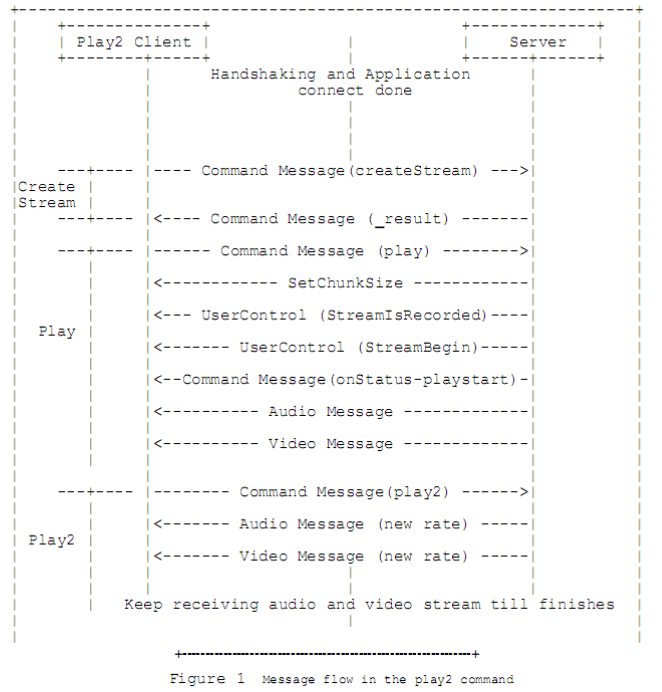 Play2 Client
Server
Handshaking and Application
connect done
Command Message(createStream)
Create
Stream
Command Message (_result)
Command Message (play)
SetChunkSize
UserControl (StreamIsRecorded)
Play
UserControl (StreamBegin)
Command Message(onStatus-playstart)
Audio Message
Video Message
Command Message(play2)
Audio Message (new rate)
Play2
Video Message (new rate)
Keep receiving audio and video stream till finishes
Figure 1 Message flow in the play2 command